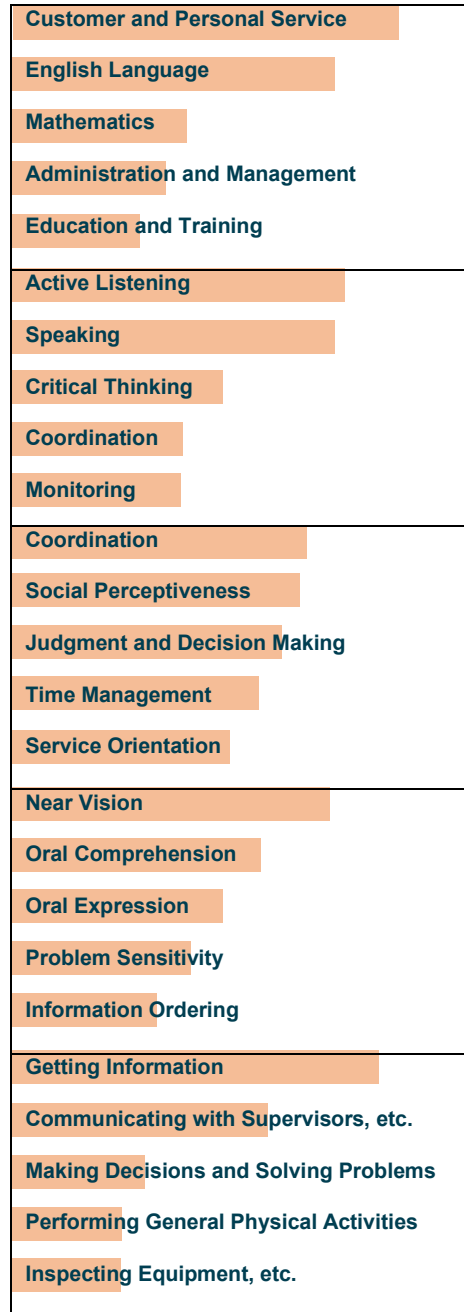 Customer and Personal Service
English Language
Mathematics
Administration and Management
Education and Training
Active Listening
Speaking
Critical Thinking
Coordination
Monitoring
Coordination
Social Perceptiveness
Judgment and Decision Making
Time Management
Service Orientation
Near Vision
Oral Comprehension
Oral Expression
Problem Sensitivity
Information Ordering
Getting Information
Communicating with Supervisors, etc.
Making Decisions and Solving Problems
Performing General Physical Activities
Inspecting Equipment, etc.